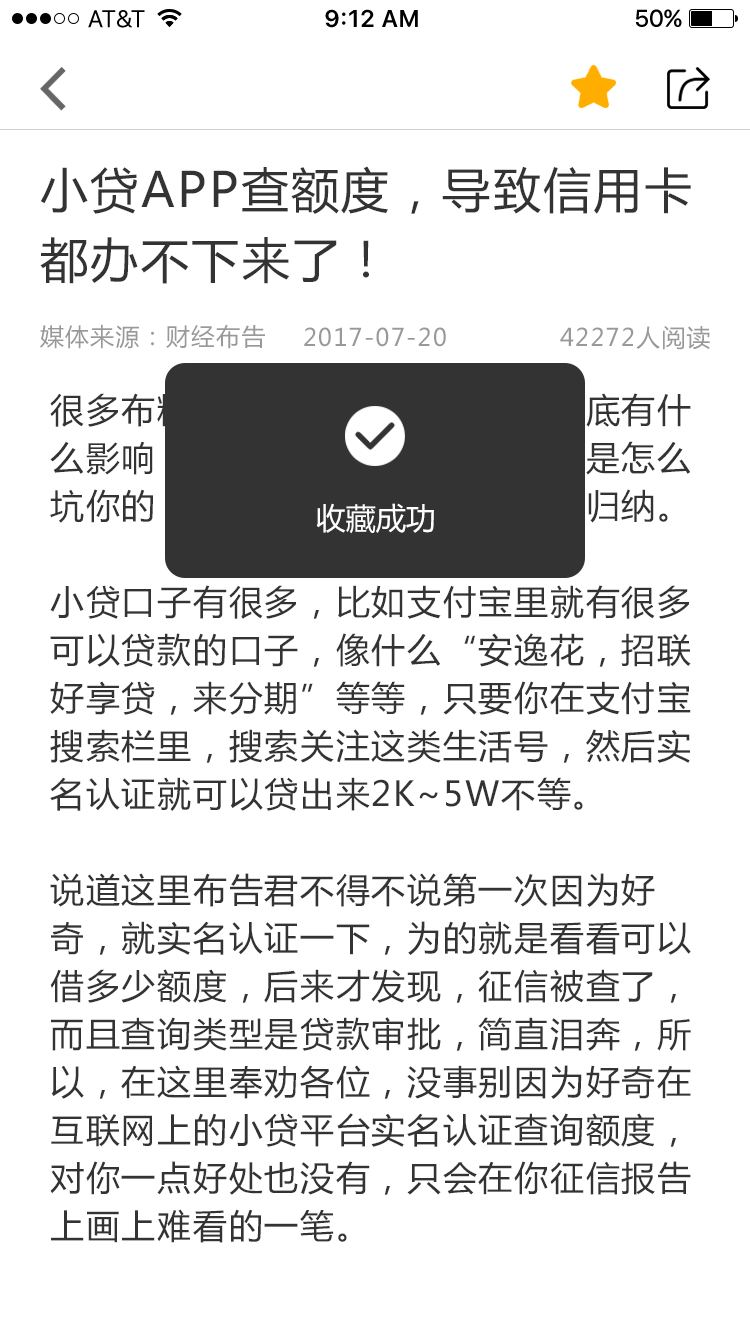 AT&T 9:12 AM 50%
小贷APP查额度，导致信用卡
都办不下来了！
媒体来源：财经布告 2017-07-20 42272人阅读
很多布 底有什
么影响 是怎么
坑你的 归纳。
收藏成功
小贷口子有很多，比如支付宝里就有很多
可以贷款的口子，像什么“安逸花，招联
好享贷，来分期”等等，只要你在支付宝
搜索栏里，搜索关注这类生活号，然后实
名认证就可以贷出来2K~5W不等。
说道这里布告君不得不说第一次因为好
奇，就实名认证一下，为的就是看看可以
借多少额度，后来才发现，征信被查了，
而且查询类型是贷款审批，简直泪奔，所
以，在这里奉劝各位，没事别因为好奇在
互联网上的小贷平台实名认证查询额度，
对你一点好处也没有，只会在你征信报告
上画上难看的一笔。